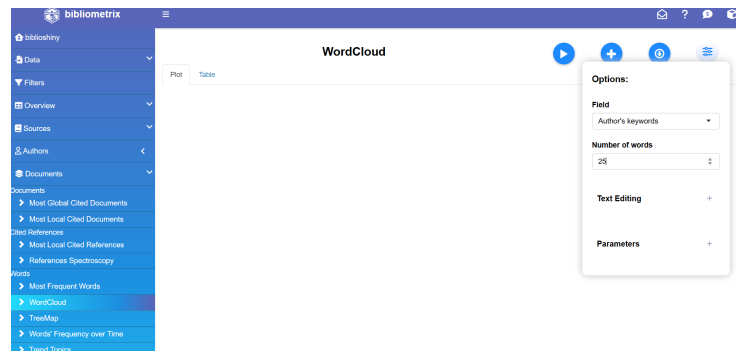 bibliometrix
biblioshiny
Data
Filters
Overview
Sources
Authors
Documents
Documents
Most Global Cited Documents
Most Local Cited Documents
Cited References
Most Local Cited References
References Spectroscopy
Words
Most Frequent Words
WordCloud
TreeMap
Words' Frequency over Time
Trend Topics
WordCloud
Plot Table
Options:
Field
Author's keywords
Number of words
25
Text Editing +
Parameters +